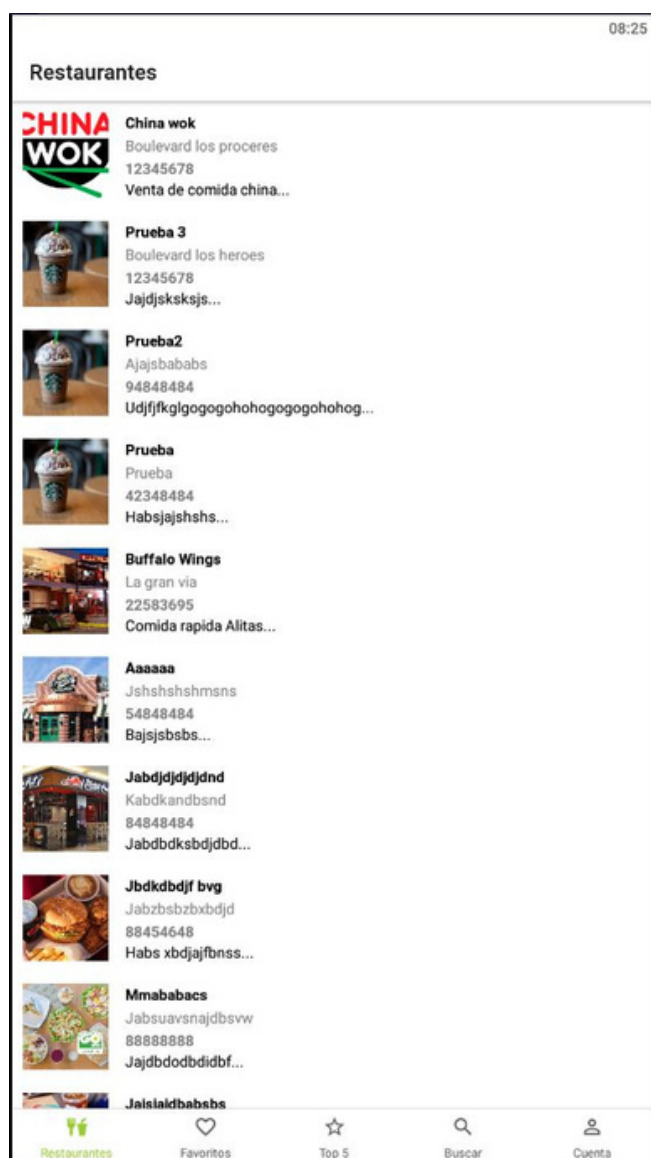 08:25
Restaurantes
CHINA
WOK
China wok
Boulevard los proceres
12345678
Venta de comida china...
Prueba 3
Boulevard los heroes
12345678
Jajdjsksksjs...
Prueba2
Ajajsbababs
94848484
Udjfjfkglgogogohohogogogohohog...
Prueba
Prueba
42348484
Habsjajshshs...
Buffalo Wings
La gran via
22583695
Comida rapida Alitas...
Aaaaaa
Jshshshshmsns
54848484
Bajsjsbsbs...
Jabdjdjdjdjdnd
Kabdkandbsnd
84848484
Jabdbdksbdjdbd...
Jbdkdbdjf bvg
Jabzbsbzbxbdjd
88454648
Habs xbdjajfbnss...
Mmababacs
Jabsuavsnajdbsvw
88888888
Jajdbdodbdidbf...
Jajsjajdbabsbs
Restaurantes
Favoritos
Top 5
Buscar
Cuenta